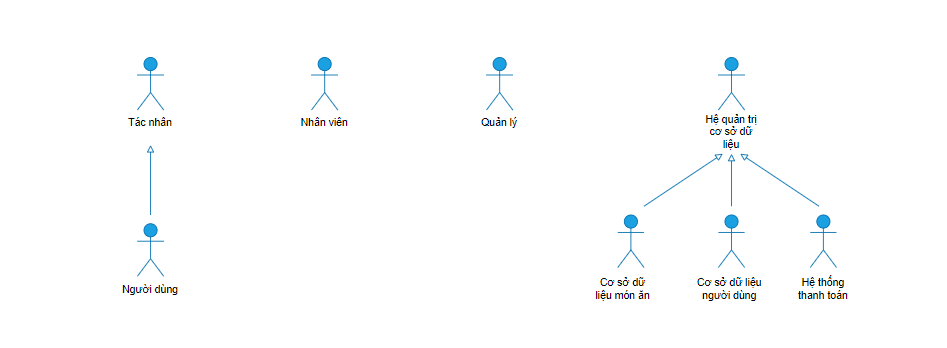 Tác nhân
Nhân viên
Quản lý
Hệ quản trị
cơ sở dữ
liệu
Người dùng
Cơ sở dữ
liệu món ăn
Cơ sở dữ liệu
người dùng
Hệ thống
thanh toán